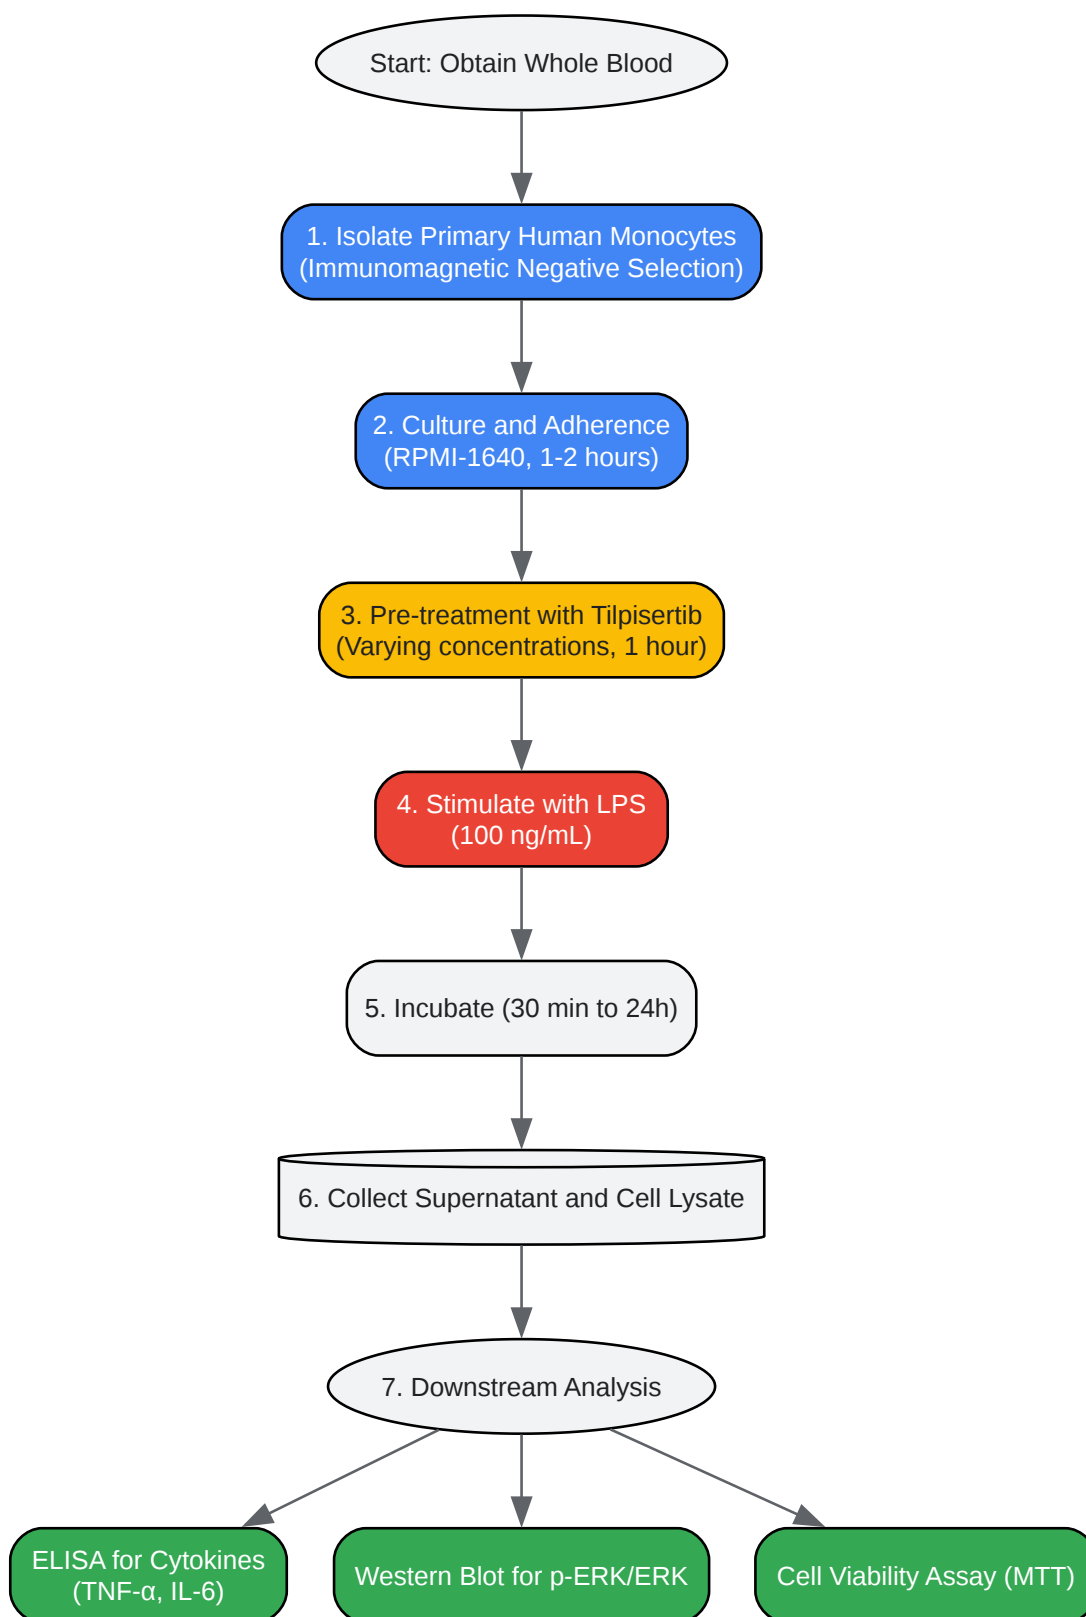 Start: Obtain Whole Blood
1. Isolate Primary Human Monocytes
(Immunomagnetic Negative Selection)
2. Culture and Adherence
(RPMI-1640, 1-2 hours)
3. Pre-treatment with Tilpisertib
(Varying concentrations, 1 hour)
4. Stimulate with LPS
(100 ng/mL)
5. Incubate (30 min to 24h)
6. Collect Supernatant and Cell Lysate
7. Downstream Analysis
ELISA for Cytokines
(TNF-α, IL-6)
Western Blot for p-ERK/ERK
Cell Viability Assay (MTT)